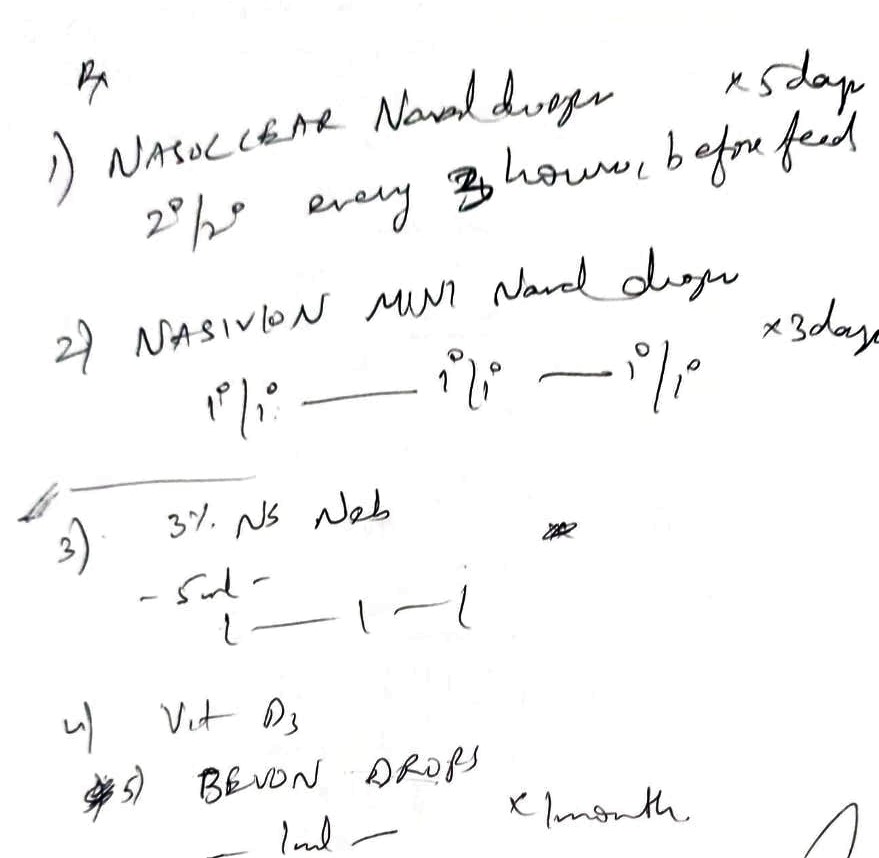 Rx
1) NASOCLEAR Nasal drops x 5 days
2°/2° every hours, before feed
2) NASIVION MINI Nasal drops x 3 days
1°/1° — 1°/1° — 1°/1°
3) 3% NS Neb
- 5 ml -
1 — 1 — 1
4) Vit D3
5) BEVON DROPS
— 1ml — x 1 month